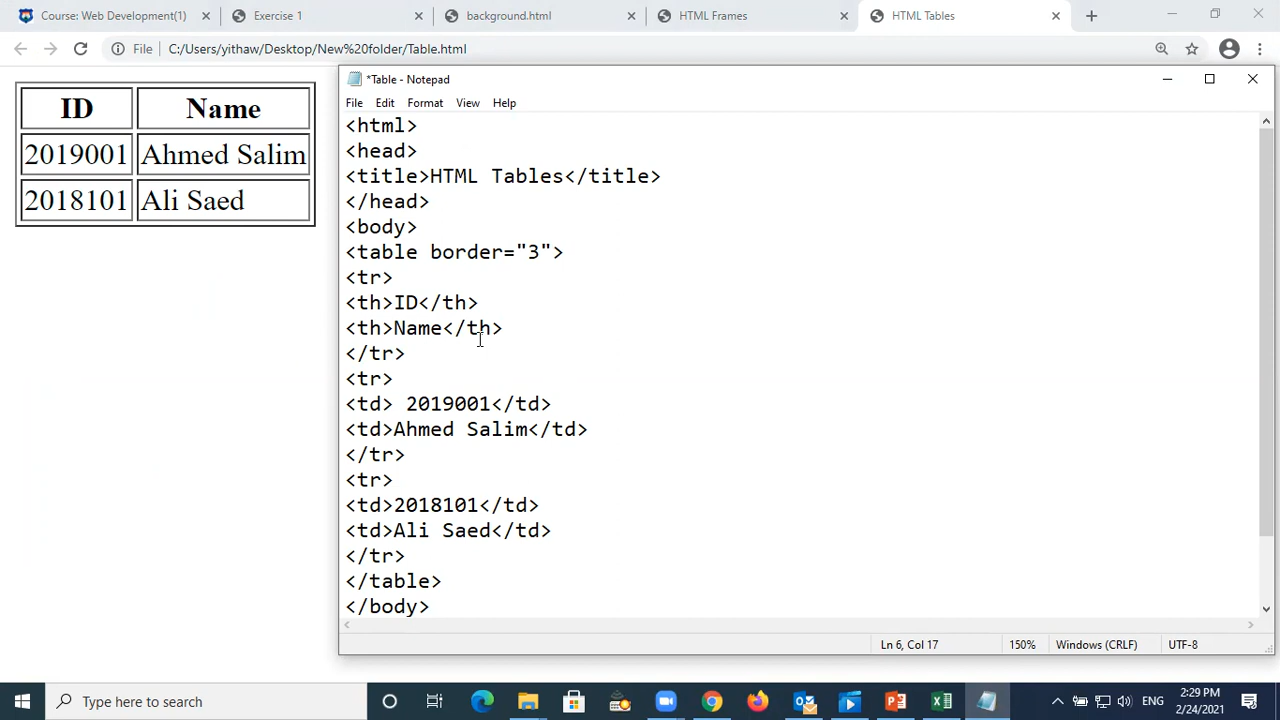 Course: Web Development(1)
Exercise 1
background.html
HTML Frames
HTML Tables
File
C:/Users/yithaw/Desktop/New%20folder/Table.html
ID Name
2019001 Ahmed Salim
2018101 Ali Saed
*Table - Notepad
File Edit Format View Help
<html>
<head>
<title>HTML Tables</title>
</head>
<body>
<table border="3">
<tr>
<th>ID</th>
<th>Name</th>
</tr>
<tr>
<td> 2019001</td>
<td>Ahmed Salim</td>
</tr>
<tr>
<td>2018101</td>
<td>Ali Saed</td>
</tr>
</table>
</body>
Ln 6, Col 17
150%
Windows (CRLF)
UTF-8
Type here to search
ENG
2:29 PM
2/24/2021